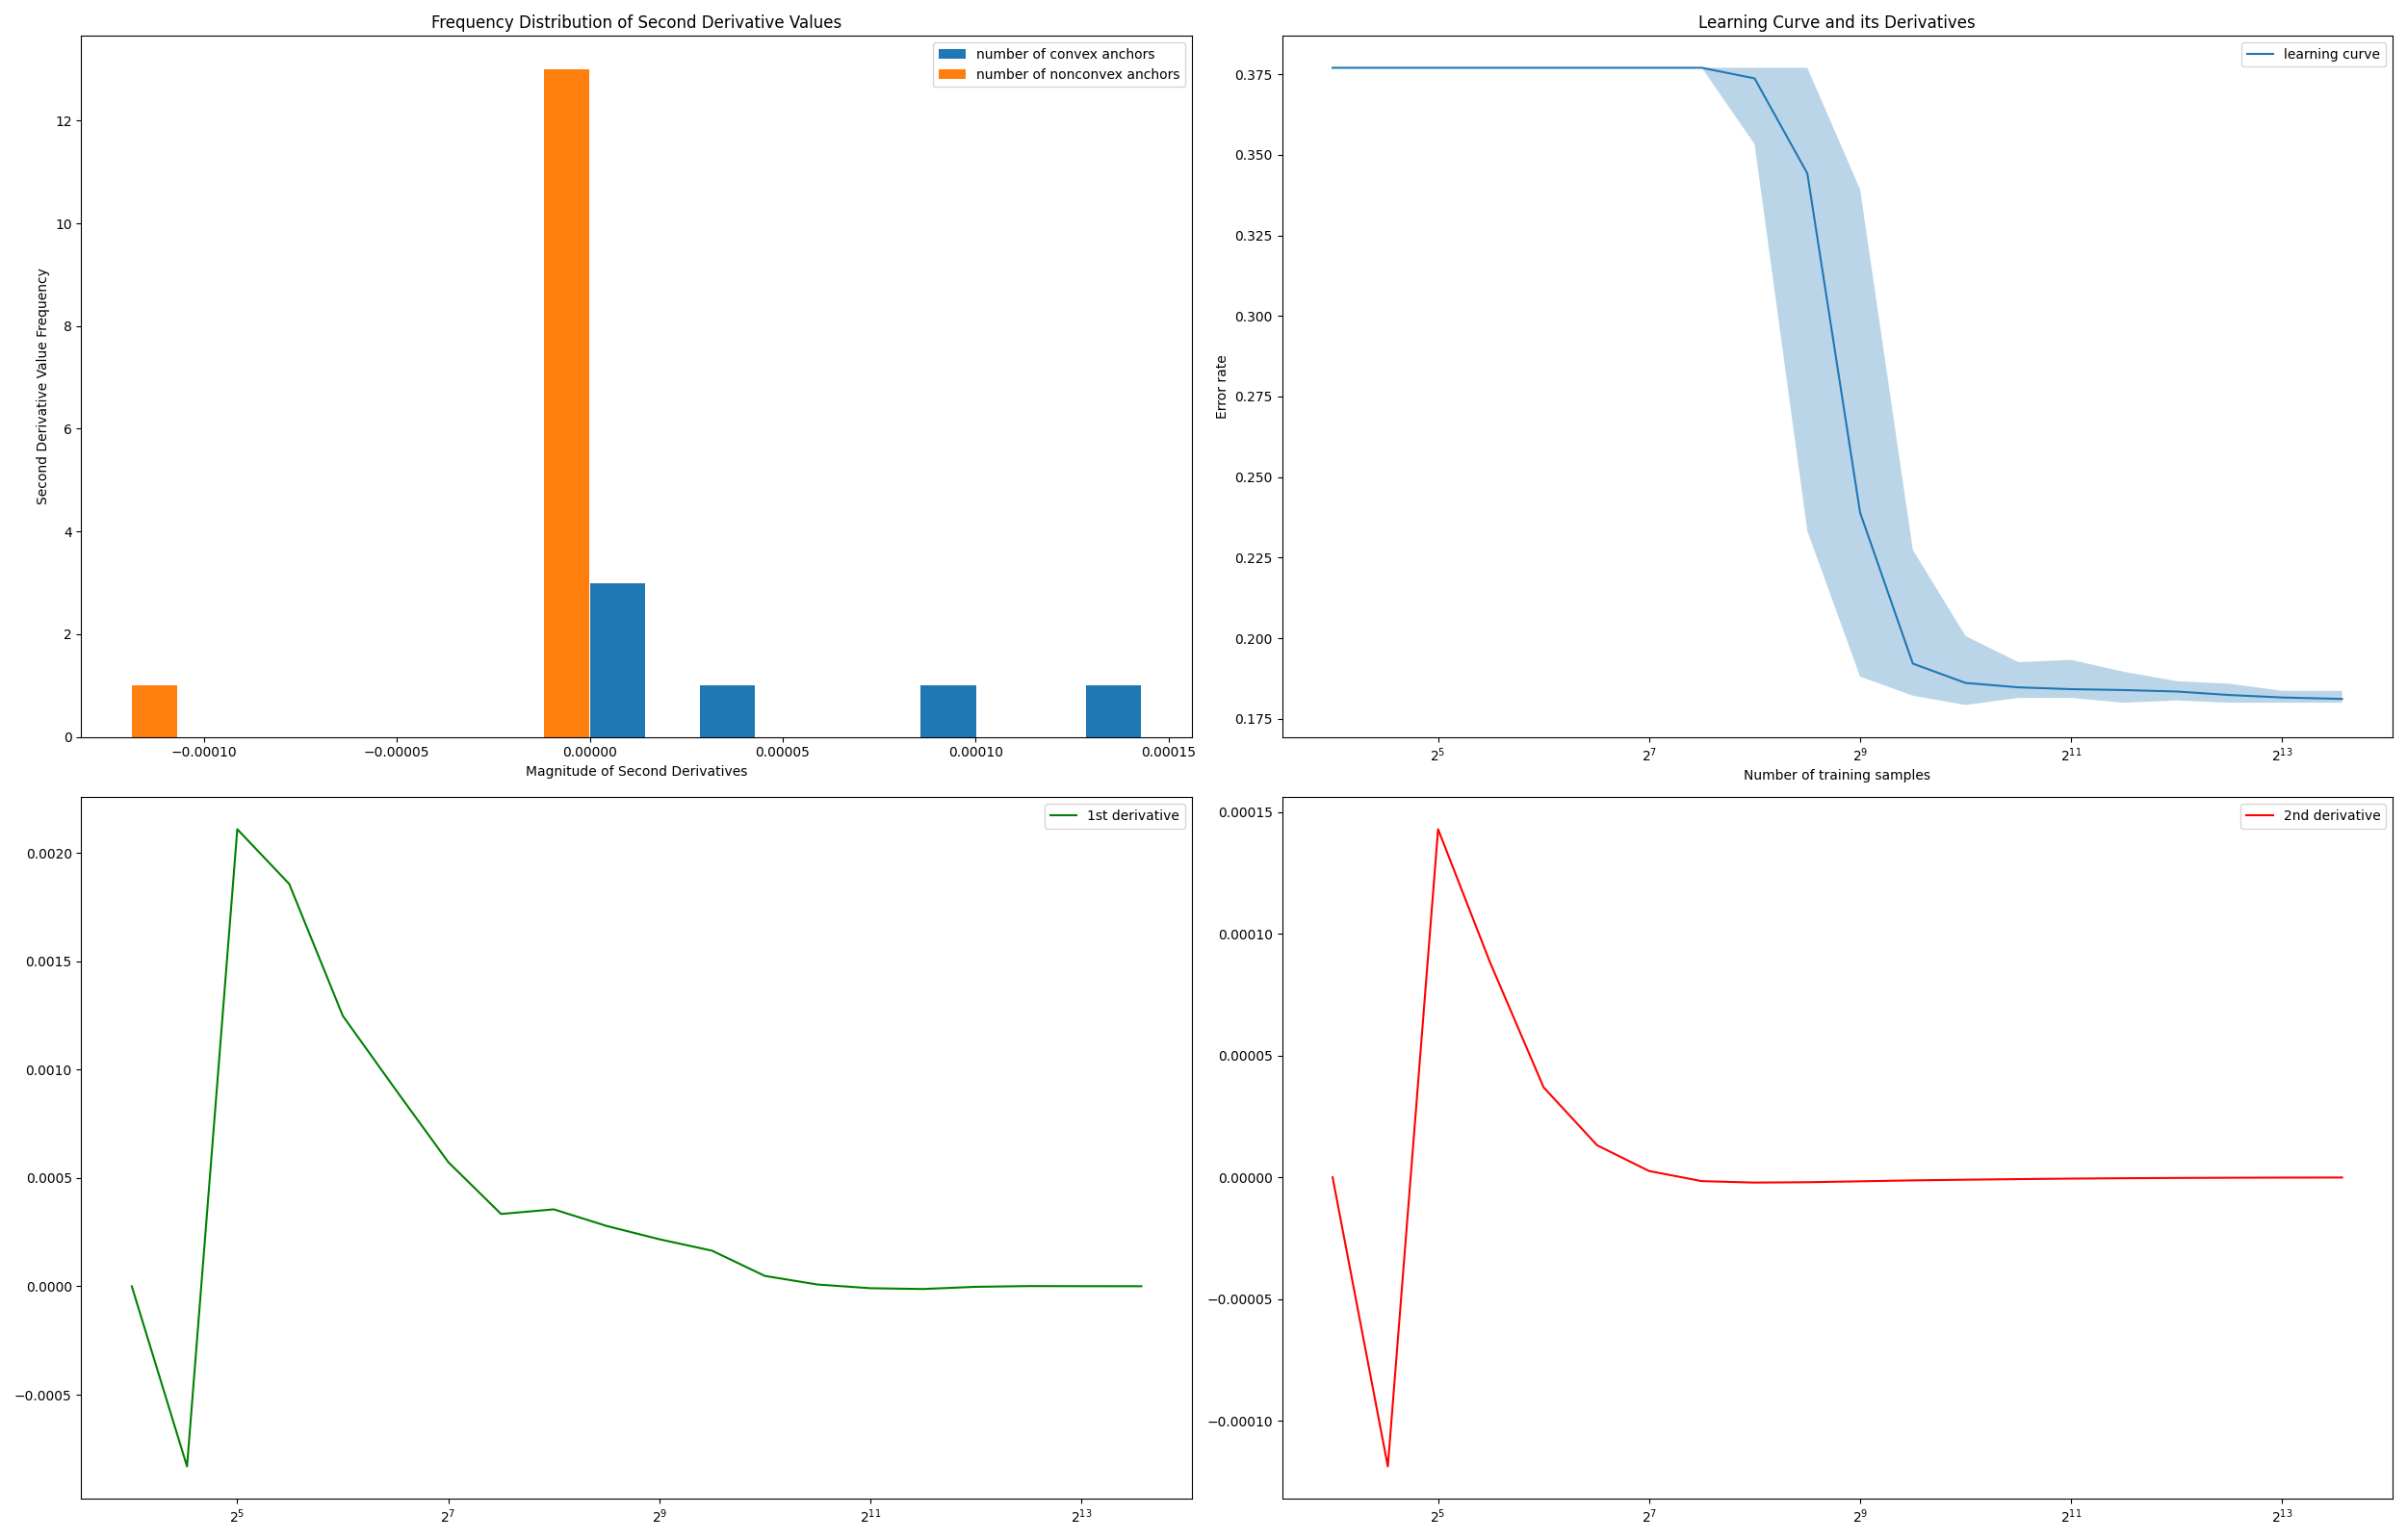 Frequency Distribution of Second Derivative Values
number of convex anchors
number of nonconvex anchors
Second Derivative Value Frequency
12
10
8
6
4
2
0
−0.00010 −0.00005 0.00000 0.00005 0.00010 0.00015
Magnitude of Second Derivatives
Learning Curve and its Derivatives
learning curve
Error rate
0.375
0.350
0.325
0.300
0.275
0.250
0.225
0.200
0.175
2^5 2^7 2^9 2^11 2^13
Number of training samples
1st derivative
0.0020
0.0015
0.0010
0.0005
0.0000
−0.0005
2^5 2^7 2^9 2^11 2^13
2nd derivative
0.00015
0.00010
0.00005
0.00000
−0.00005
−0.00010
2^5 2^7 2^9 2^11 2^13